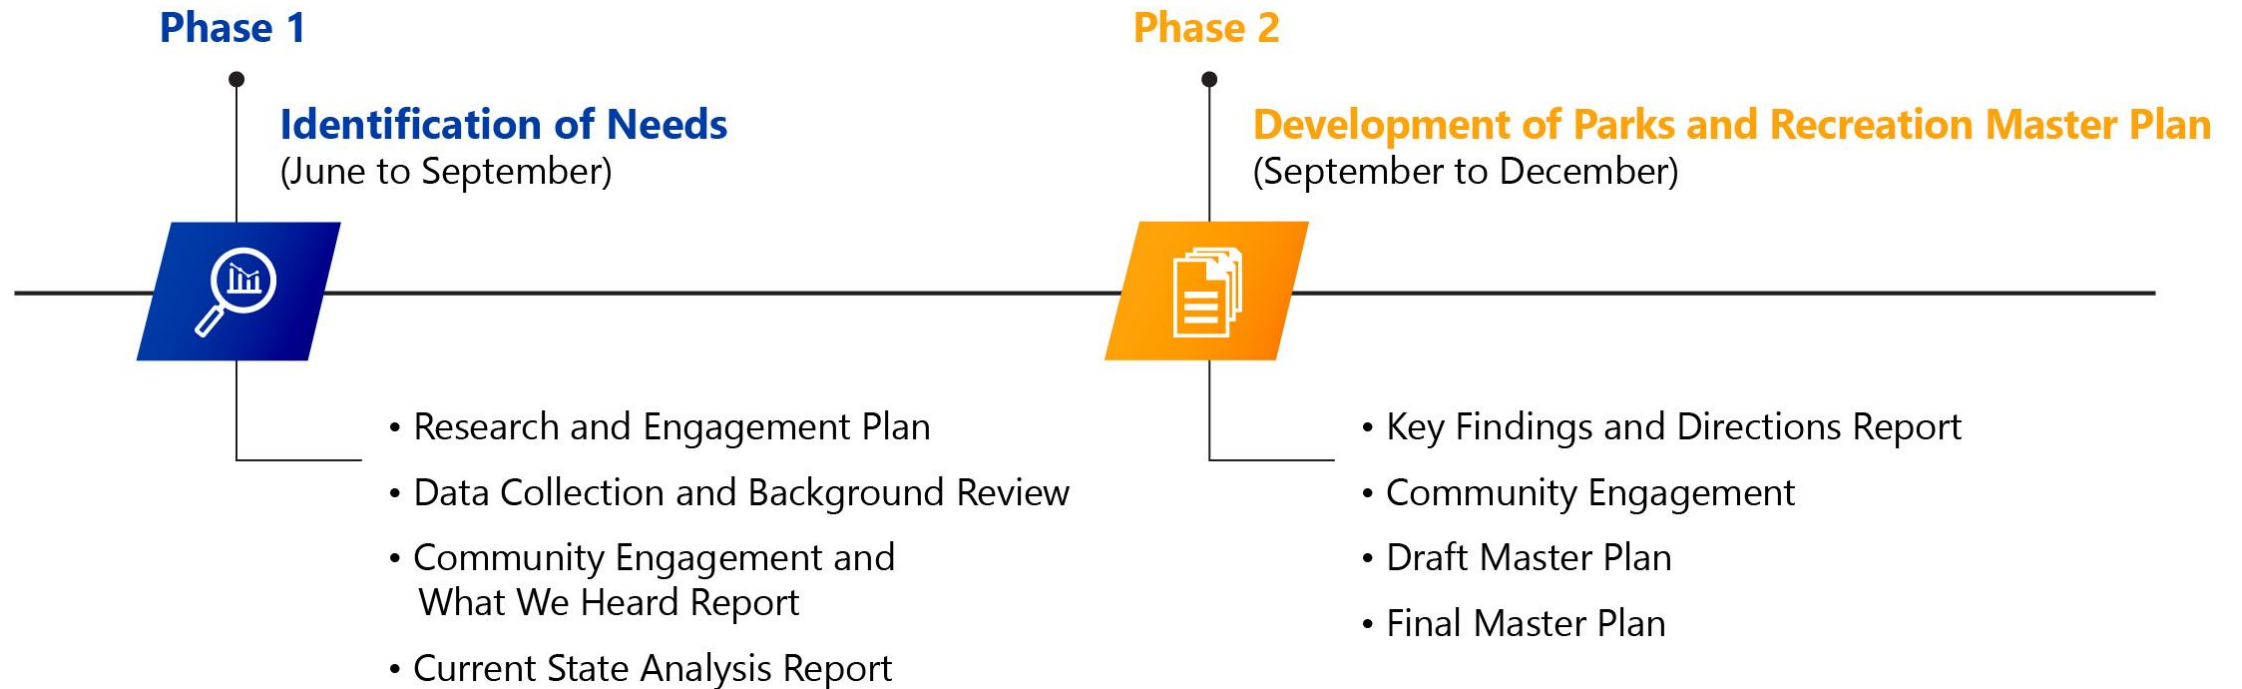 Phase 1
Identification of Needs
(June to September)
• Research and Engagement Plan
• Data Collection and Background Review
• Community Engagement and
What We Heard Report
• Current State Analysis Report
Phase 2
Development of Parks and Recreation Master Plan
(September to December)
• Key Findings and Directions Report
• Community Engagement
• Draft Master Plan
• Final Master Plan